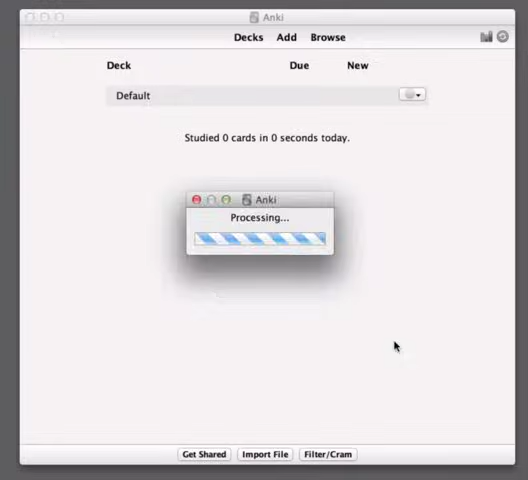 Anki
Decks Add Browse
Deck Due New
Default
Studied 0 cards in 0 seconds today.
Anki
Processing...
Get Shared Import File Filter/Cram